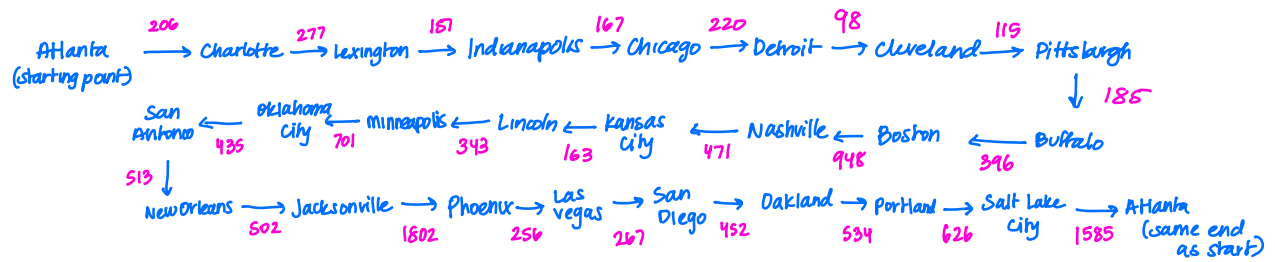 206 277 151 167 220 98 115
Atlanta → Charlotte → Lexington → Indianapolis → Chicago → Detroit → Cleveland → Pittsburgh
(starting point)
185
San Antonio ← Oklahoma City ← Minneapolis ← Lincoln ← Kansas City ← Nashville ← Boston ← Buffalo
435 701 343 163 471 948 396
513
New Orleans → Jacksonville → Phoenix → Las Vegas → San Diego → Oakland → Portland → Salt Lake City → Atlanta
(same end as start)
502 1802 256 267 452 534 626 1585